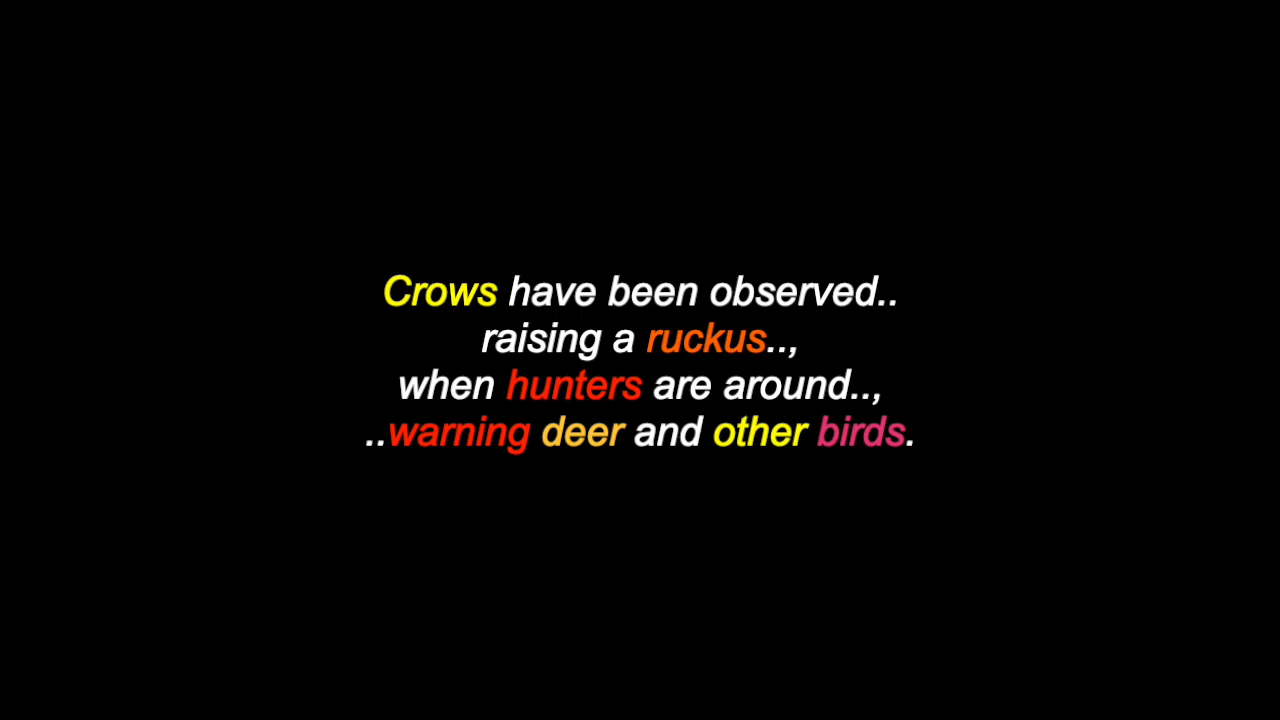 Crows have been observed..
raising a ruckus..,
when hunters are around..,
..warning deer and other birds.